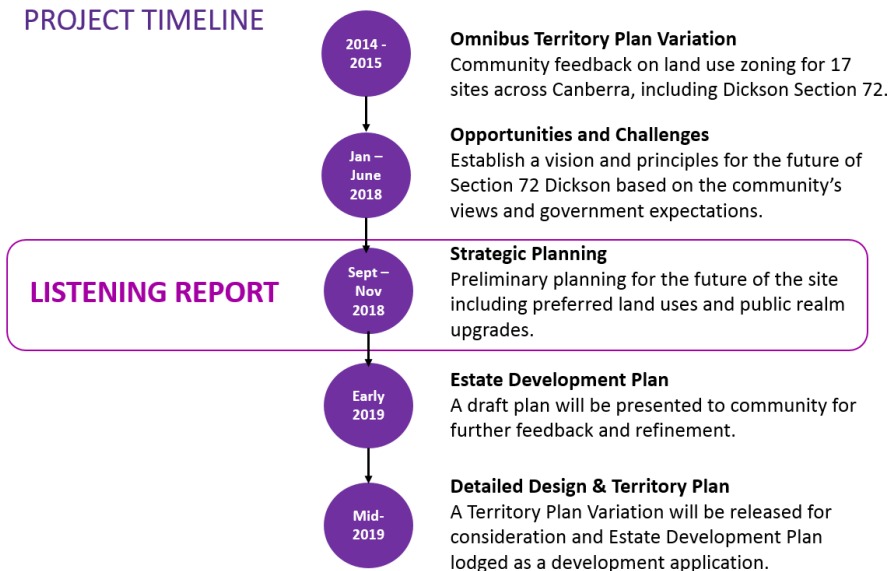 PROJECT TIMELINE
2014 -
2015
Omnibus Territory Plan Variation
Community feedback on land use zoning for 17
sites across Canberra, including Dickson Section 72.
Jan –
June
2018
Opportunities and Challenges
Establish a vision and principles for the future of
Section 72 Dickson based on the community’s
views and government expectations.
LISTENING REPORT
Sept –
Nov
2018
Strategic Planning
Preliminary planning for the future of the site
including preferred land uses and public realm
upgrades.
Early
2019
Estate Development Plan
A draft plan will be presented to community for
further feedback and refinement.
Mid-
2019
Detailed Design & Territory Plan
A Territory Plan Variation will be released for
consideration and Estate Development Plan
lodged as a development application.